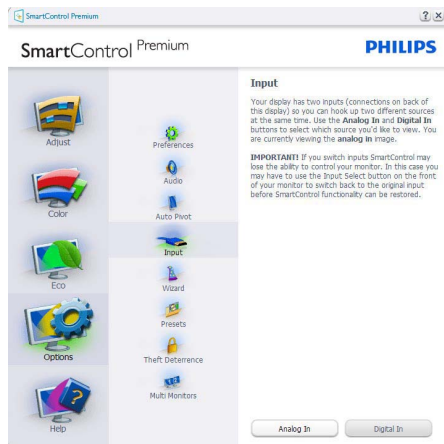 SmartControl Premium
SmartControl Premium
PHILIPS
Adjust
Color
Eco
Options
Help
Preferences
Audio
Auto Pivot
Input
Wizard
Presets
Theft Deterrence
Multi Monitors
Input
Your display has two inputs (connections on back of
this display) so you can hook up two different sources
at the same time. Use the Analog In and Digital In
buttons to select which source you'd like to view. You
are currently viewing the analog in image.
IMPORTANT! If you switch inputs SmartControl may
lose the ability to control your monitor. In this case you
may have to use the Input Select button on the front
of your monitor to switch back to the original input
before SmartControl functionality can be restored.
Analog In
Digital In